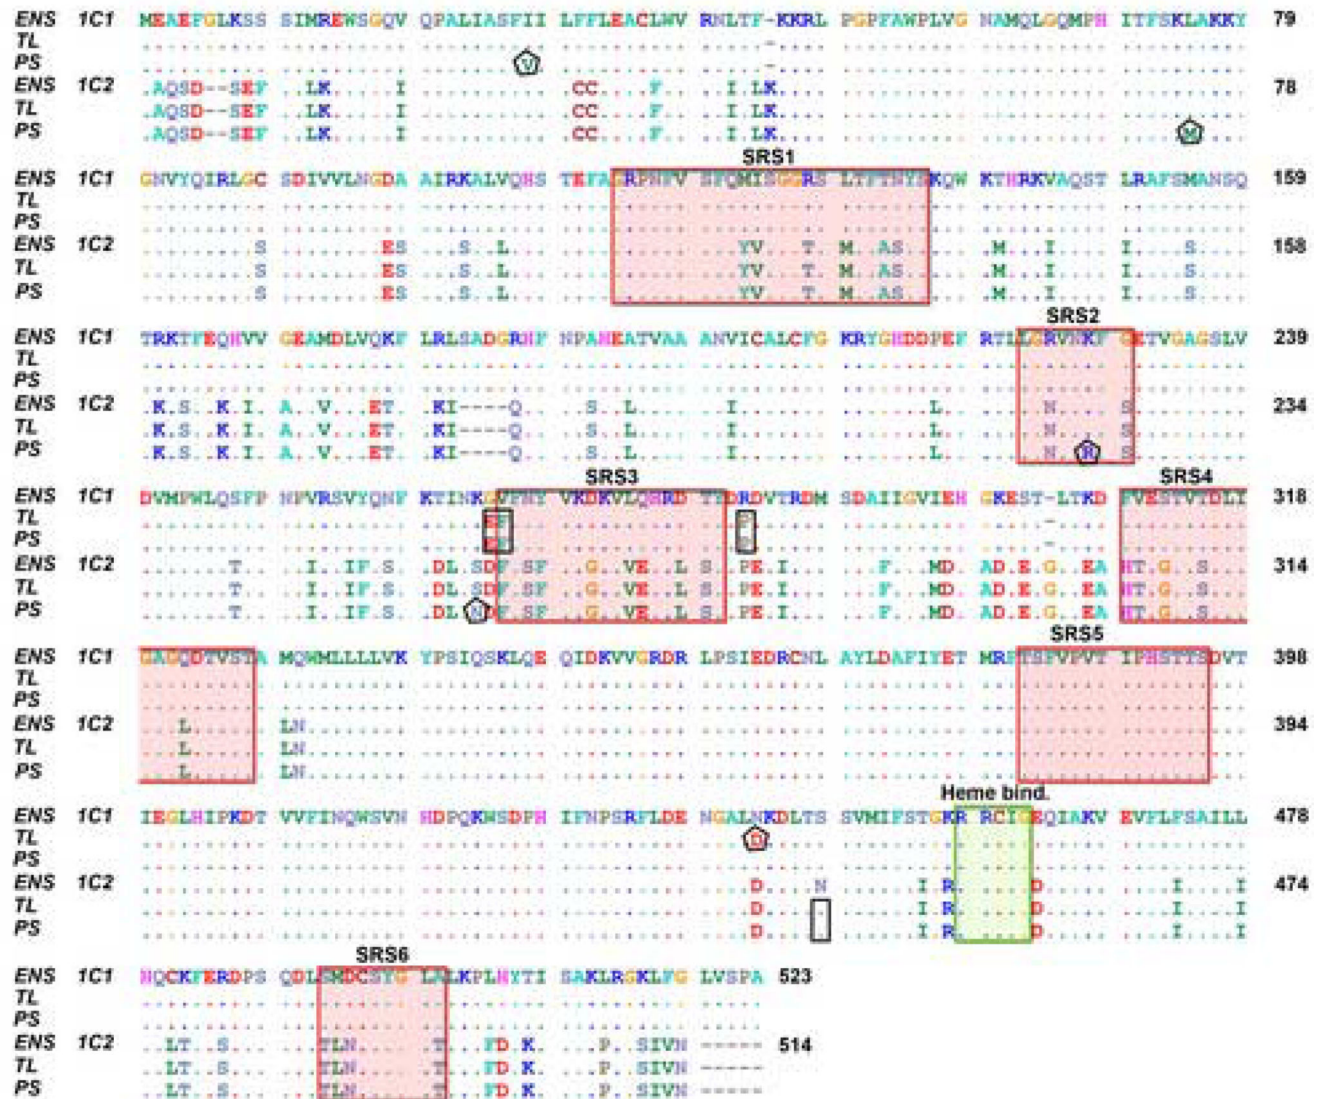 ENS 1C1 MEAEFGLKSS SIMREWSGQV QPALIASFII LFFLEACLWV RNLTF-KKRL PGPFAWPLVG NAMQLGQMPH ITFSKLAKKY 79
TL -
PS V -
ENS 1C2 .AQSD--SEF ..LK.....I CC...F.... I.LK 78
TL .AQSD--SEF ..LK.....I CC...F.... I.LK
PS .AQSD--SEF ..LK.....I CC...F.... I.LK M
SRS1
ENS 1C1 GNVYQIRLGC SDIVVLNGDA AIRKALVQHS TEFAGRPNFV SFQMISGGRS LTFTNYSKQW KTHRKVAQST LRAFSMANSQ 159
TL
PS
ENS 1C2 S ES S..L YV...T. M..AS. .M...I I....S 158
TL S ES S..L YV...T. M..AS. .M...I I....S
PS S ES S..L YV...T. M..AS. .M...I I....S
SRS2
ENS 1C1 TRKTFEQHVV GEAMDLVQKF LRLSADGRHF NPAHEATVAA ANVICALCFG KRYGHDDPEF RTLLGRVNKF GETVGAGSLV 239
TL
PS
ENS 1C2 .K.S..K.I. A..V...ET. .KI----Q S..L I L N S 234
TL .K.S..K.I. A..V...ET. .KI----Q S..L I L N S
PS .K.S..K.I. A..V...ET. .KI----Q S..L I L N R S
SRS3 SRS4
ENS 1C1 DVMPWLQSFP NPVRSVYQNF KTINKGVFNY VKDKVLQHRD TYDRDVTRDM SDAIIGVIEH GKEST-LTKD FVESTVTDLI 318
TL EF P -
PS EF P -
ENS 1C2 T I..IF.S .DL.SDF.SF ..G..VE..L S..PE.I F...MD .AD.E.G..EA HT.G..S 314
TL T I..IF.S .DL.SDF.SF ..G..VE..L S..PE.I F...MD .AD.E.G..EA HT.G..S
PS T I..IF.S .DL.NDF.SF ..G..VE..L S..PE.I F...MD .AD.E.G..EA HT.G..S
SRS5
ENS 1C1 GAGQDTVSTA MQWMLLLLVK YPSIQSKLQE QIDKVVGRDR LPSIEDRCNL AYLDAFIYET MRFTSFVPVT IPHSTTSDVT 398
TL
PS
ENS 1C2 L LN 394
TL L LN
PS L LN
Heme bind.
ENS 1C1 IEGLHIPKDT VVFINQWSVN HDPQKWSDPH IFNPSRFLDE NGALNKDLTS SVMIFSTGKR RCIGEQIAKV EVFLFSAILL 478
TL D
PS
ENS 1C2 D....N I.R. D I....I 474
TL D I.R. D I....I
PS D I.R. D I....I
SRS6
ENS 1C1 HQCKFERDPS QDLSMDCSYG LALKPLHYTI SAKLRGKLFG LVSPA 523
TL
PS
ENS 1C2 ..LT..S... ...TLN.... .T...FD.K. ...P..SIVN ----- 514
TL ..LT..S... ...TLN.... .T...FD.K. ...P..SIVN -----
PS ..LT..S... ...TLN.... .T...FD.K. ...P..SIVN -----